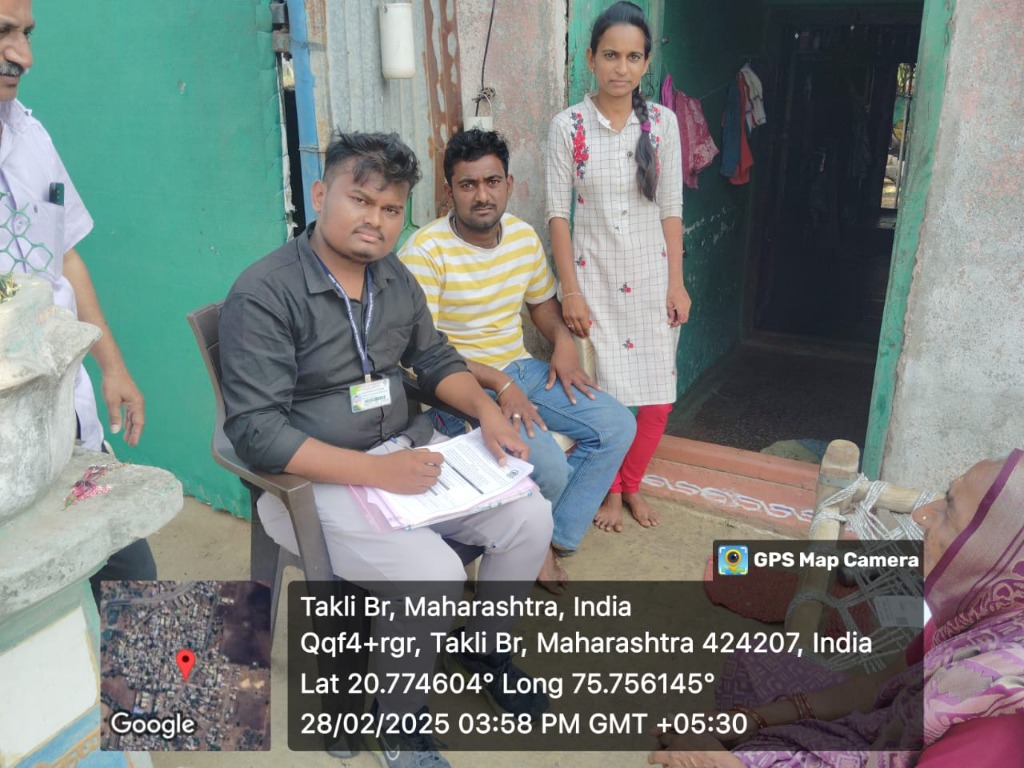 GPS Map Camera
Takli Br, Maharashtra, India
Qqf4+rgr, Takli Br, Maharashtra 424207, India
Lat 20.774604° Long 75.756145°
28/02/2025 03:58 PM GMT +05:30
Google